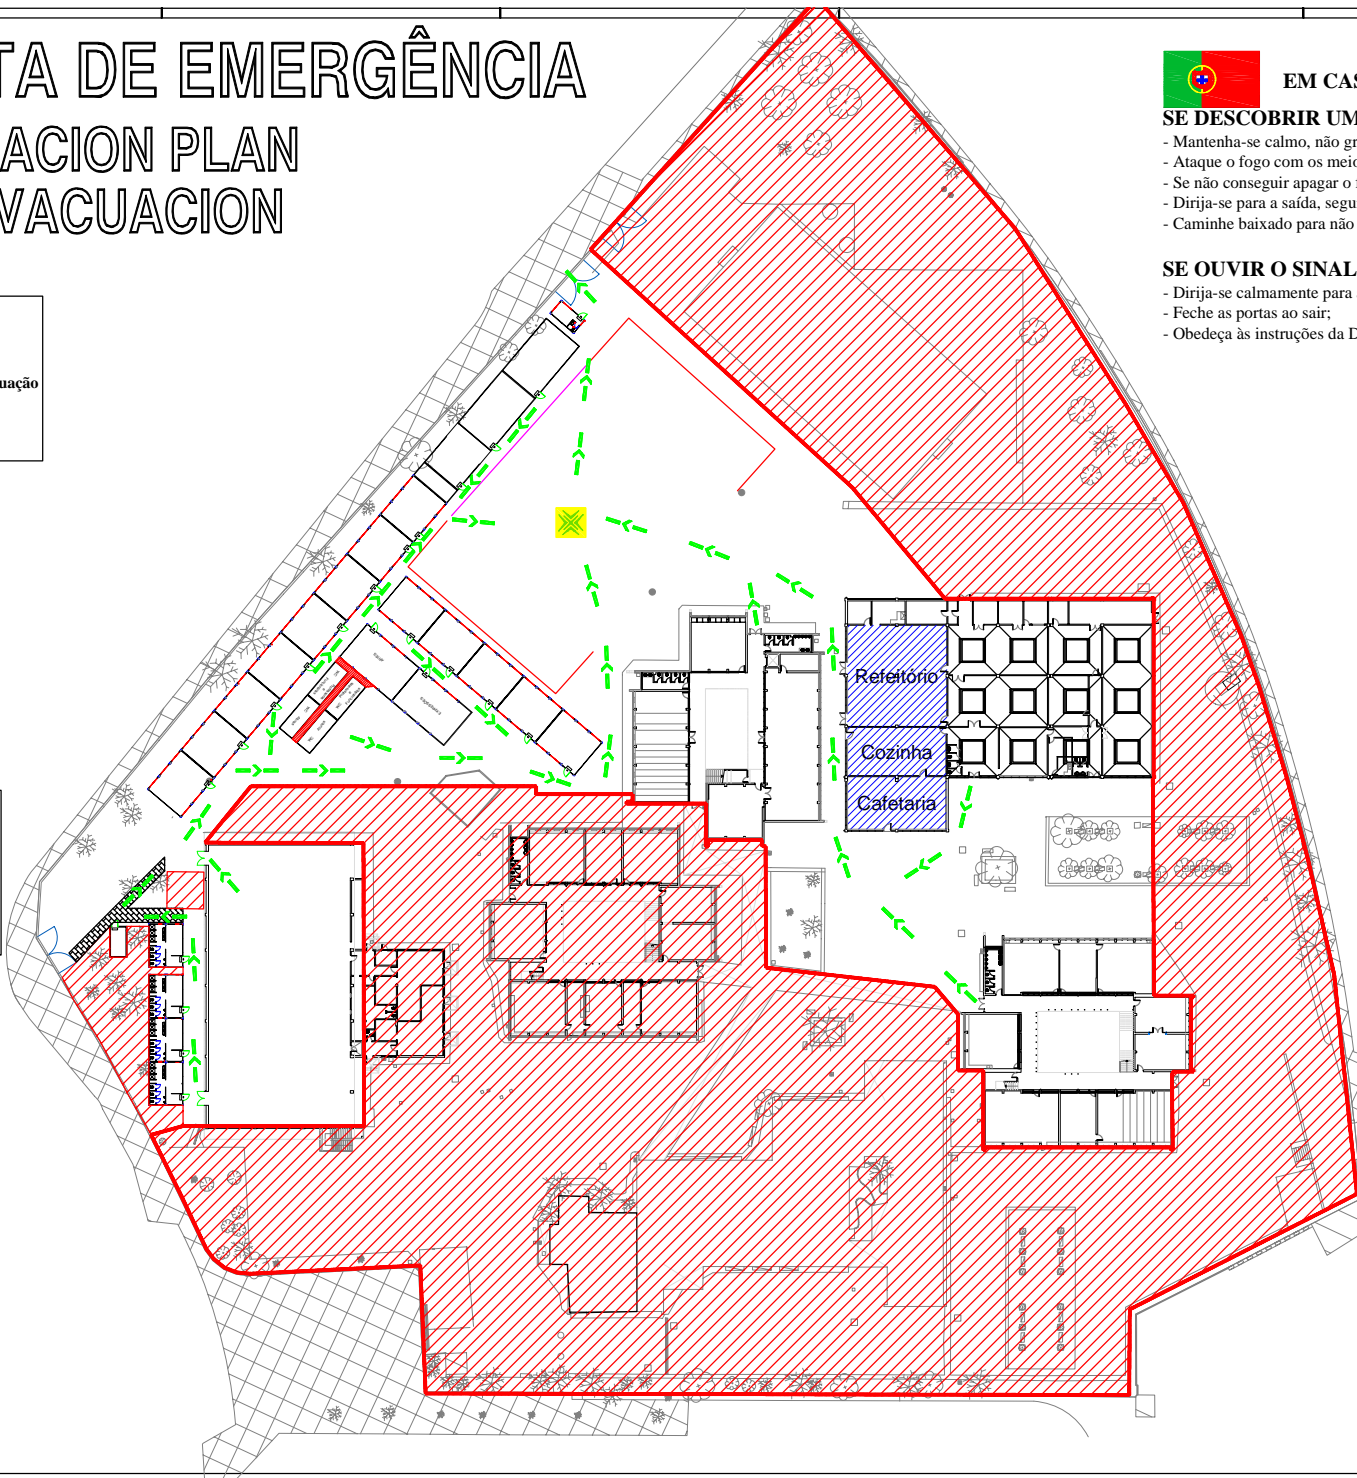 TA DE EMERGÊNCIA
ACION PLAN
VACUACION
uação
EM CAS
SE DESCOBRIR UM
- Mantenha-se calmo, não gr
- Ataque o fogo com os meio
- Se não conseguir apagar o f
- Dirija-se para a saída, segu
- Caminhe baixado para não
SE OUVIR O SINAL
- Dirija-se calmamente para
- Feche as portas ao sair;
- Obedeça às instruções da D
Refeitório
Cozinha
Cafetaria